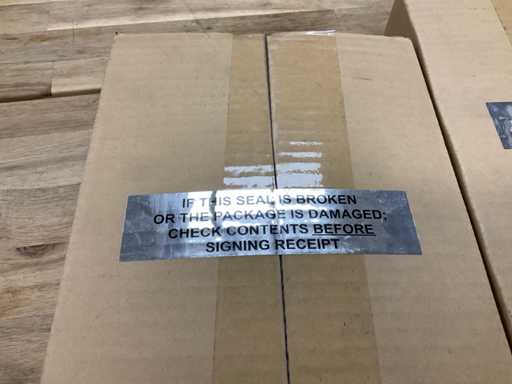 IF THIS SEAL IS BROKEN
OR THE PACKAGE IS DAMAGED;
CHECK CONTENTS BEFORE
SIGNING RECEIPT